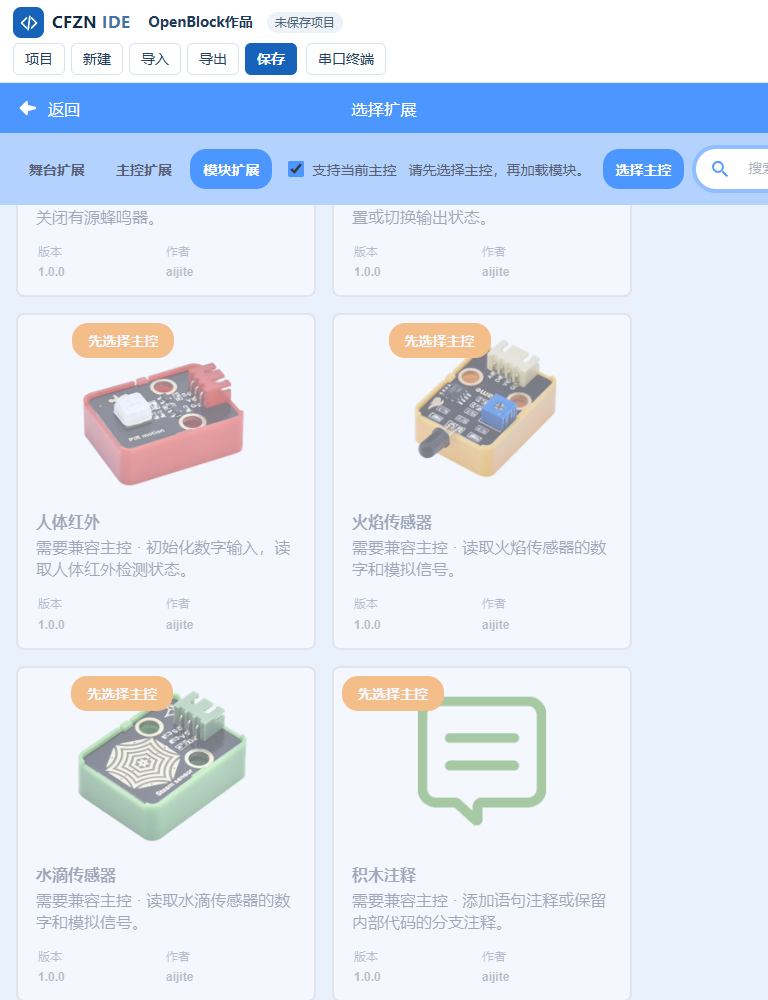 CFZN IDE OpenBlock作品 未保存项目
项目 新建 导入 导出 保存 串口终端
返回 选择扩展
舞台扩展 主控扩展 模块扩展 支持当前主控 请先选择主控，再加载模块。 选择主控 搜索
关闭有源蜂鸣器。
版本 作者
1.0.0 aijite
置或切换输出状态。
版本 作者
1.0.0 aijite
先选择主控
PIR motion
人体红外
需要兼容主控 · 初始化数字输入，读
取人体红外检测状态。
版本 作者
1.0.0 aijite
先选择主控
火焰传感器
需要兼容主控 · 读取火焰传感器的数
字和模拟信号。
版本 作者
1.0.0 aijite
先选择主控
Steam sensor
水滴传感器
需要兼容主控 · 读取水滴传感器的数
字和模拟信号。
版本 作者
1.0.0 aijite
先选择主控
积木注释
需要兼容主控 · 添加语句注释或保留
内部代码的分支注释。
版本 作者
1.0.0 aijite